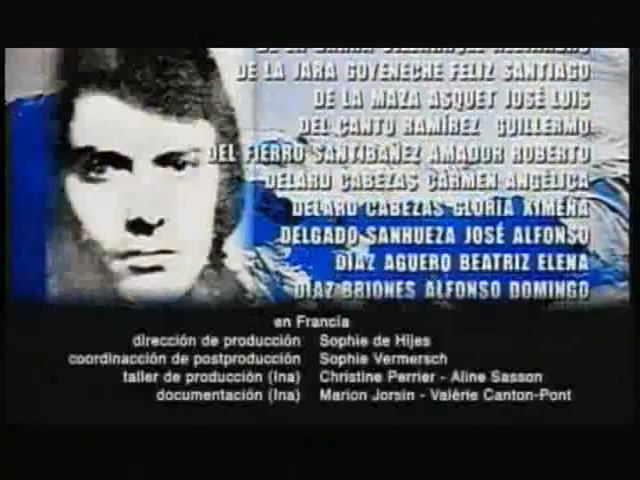 DE LA JARA GOYENECHE FELIZ SANTIAGO
DE LA MAZA ASQUET JOSÉ LUIS
DEL CANTO RAMÍREZ GUILLERMO
DEL FIERRO SANTIBAÑEZ AMADOR ROBERTO
DELARD CABEZAS CARMEN ANGÉLICA
DELARD CABEZAS GLORIA XIMENA
DELGADO SANHUEZA JOSÉ ALFONSO
DÍAZ AGÜERO BEATRIZ ELENA
DÍAZ BRIONES ALFONSO DOMINGO
en Francia
dirección de producción Sophie de Hijes
coordinacción de postproducción Sophie Vermersch
taller de producción (Ina) Christine Perrier - Aline Sasson
documentación (Ina) Marion Jorsin - Valérie Canton-Pont